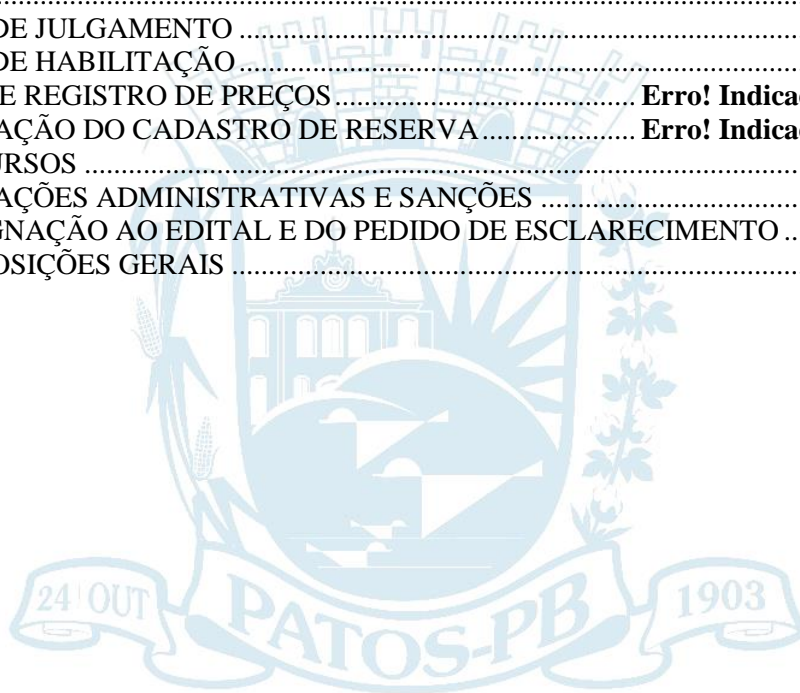 DE JULGAMENTO
DE HABILITAÇÃO
E REGISTRO DE PREÇOS Erro! Indica
AÇÃO DO CADASTRO DE RESERVA Erro! Indica
URSOS
AÇÕES ADMINISTRATIVAS E SANÇÕES
GNAÇÃO AO EDITAL E DO PEDIDO DE ESCLARECIMENTO
OSIÇÕES GERAIS
24 OUT
PATOS-PB
1903